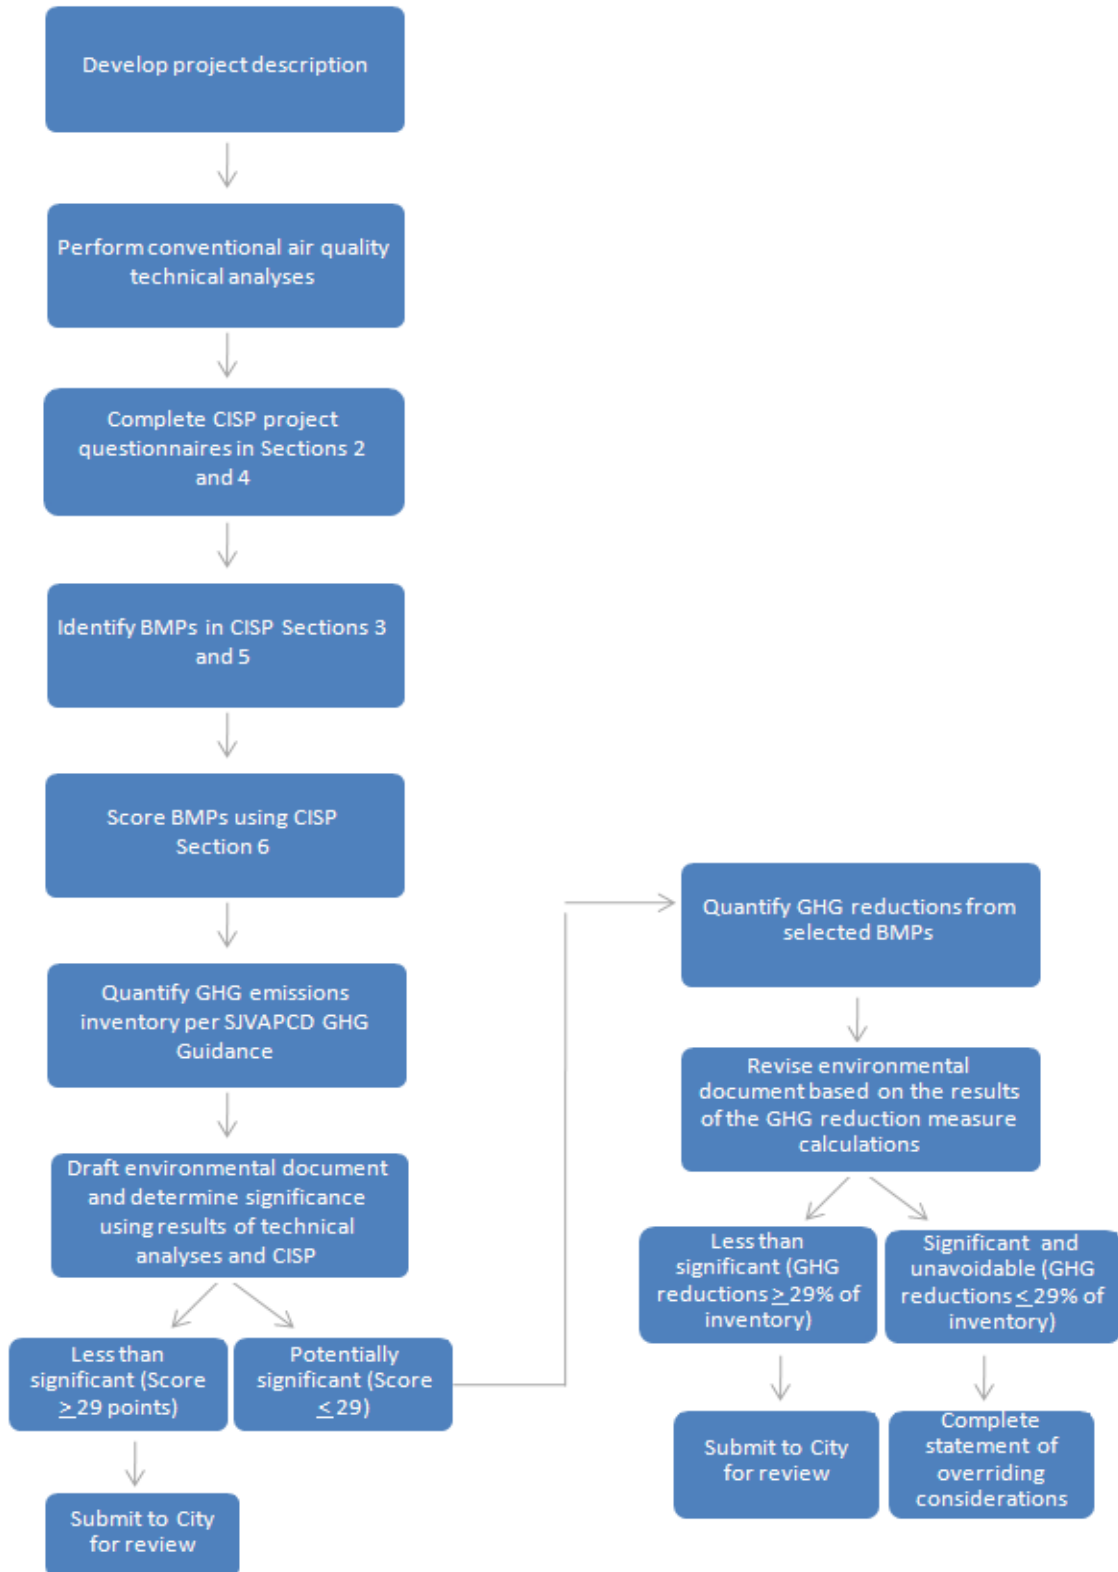 Develop project description
Perform conventional air quality
technical analyses
Complete CISP project
questionnaires in Sections 2
and 4
Identify BMPs in CISP Sections 3
and 5
Score BMPs using CISP
Section 6
Quantify GHG emissions
inventory per SJVAPCD GHG
Guidance
Draft environmental document
and determine significance
using results of technical
analyses and CISP
Less than
significant (Score
≥ 29 points)
Potentially
significant (Score
≤ 29)
Submit to City
for review
Quantify GHG reductions from
selected BMPs
Revise environmental
document based on the results
of the GHG reduction measure
calculations
Less than
significant (GHG
reductions ≥ 29% of
inventory)
Significant and
unavoidable (GHG
reductions ≤ 29% of
inventory)
Submit to City
for review
Complete
statement of
overriding
considerations